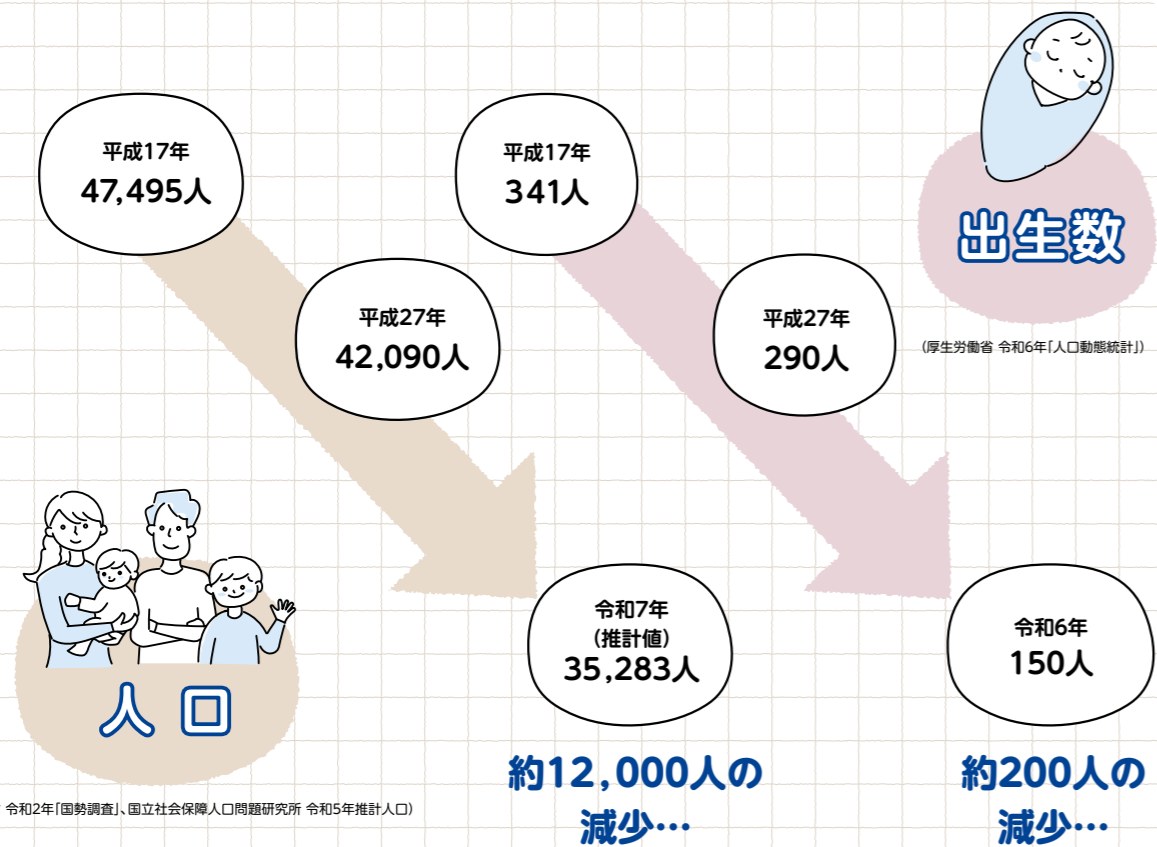 平成17年
47,495人
平成27年
42,090人
令和7年
（推計値）
35,283人
約12,000人の
減少…
人口
令和2年「国勢調査」、国立社会保障人口問題研究所 令和5年推計人口）
平成17年
341人
平成27年
290人
令和6年
150人
約200人の
減少…
出生数
（厚生労働省 令和6年「人口動態統計」）